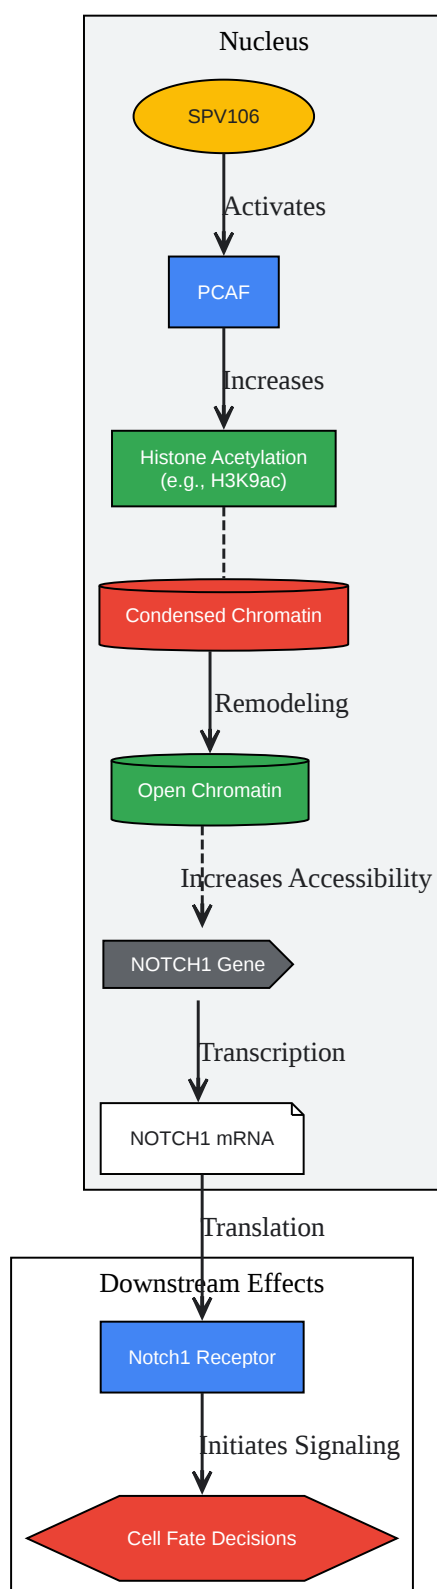 Nucleus
SPV106
Activates
PCAF
Increases
Histone Acetylation
(e.g., H3K9ac)
Condensed Chromatin
Remodeling
Open Chromatin
Increases Accessibility
NOTCH1 Gene
Transcription
NOTCH1 mRNA
Translation
Downstream Effects
Notch1 Receptor
Initiates Signaling
Cell Fate Decisions